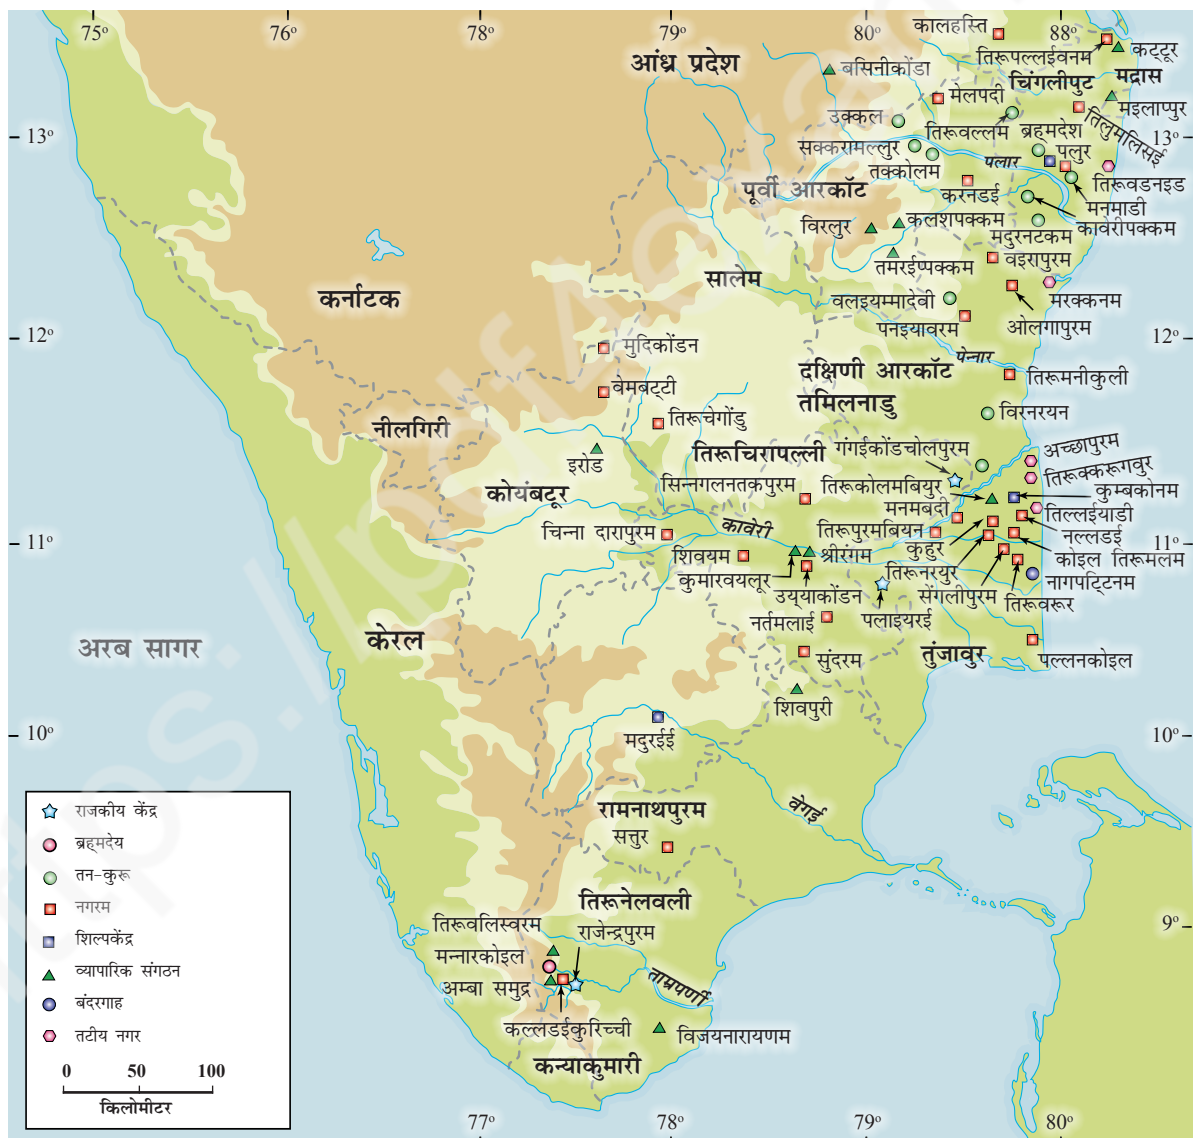 75°
76°
78°
79°
80°
88°
कालहस्ति
तिरूपल्लईवनम
कट्टूर
आंध्र प्रदेश
बसिनीकोंडा
चिंगलीपुट
मद्रास
मेलपदी
मइलाप्पुर
उक्कल
तिरूवल्लम
ब्रह्मदेश
तिलुमलिसई
13°
13°
सक्करामल्लुर
पलार
पलुर
तक्कोलम
तिरूवडनइड
पूर्वी आरकॉट
करनडई
मनमाडी
विरलुर
कलशपक्कम
कावेरीपक्कम
मदुरनटकम
तमरईप्पक्कम
वइरापुरम
सालेम
कर्नाटक
वलइयम्मादेबी
मरक्कनम
पनइयावरम
ओलगापुरम
12°
12°
मुदिकोंडन
पेन्नार
दक्षिणी आरकॉट
तिरूमनीकुली
वेमबट्टी
तमिलनाडु
तिरूचेगोंडु
विरनरयन
नीलगिरी
तिरूचिरापल्ली
गंगईकोंडचोलपुरम
अच्छापुरम
इरोड
तिरूक्करूगवुर
सिन्नगलनतकपुरम
तिरूकोलमबियुर
कुम्बकोनम
कोयंबटूर
मनमबदी
तिल्लईयाडी
चिन्ना दारापुरम
कावेरी
तिरूपुरमबियन
नल्लडई
11°
11°
शिवयम
श्रीरंगम
कुहुर
कोइल तिरूमलम
कुमारवयलूर
तिरूनरयुर
नागपट्टिनम
उय्याकोंडन
सेंगलीपुरम
तिरूवरूर
नर्तमलाई
पलाइयरई
अरब सागर
केरल
सुंदरम
तुंजावुर
पल्लनकोइल
शिवपुरी
10°
10°
मदुरईई
रामनाथपुरम
वेगई
सत्तुर
राजकीय केंद्र
ब्रह्मदेय
तन-कुरू
नगरम
शिल्पकेंद्र
व्यापारिक संगठन
बंदरगाह
तटीय नगर
0 50 100
किलोमीटर
तिरूनेलवली
9°
तिरूवलिस्वरम
राजेन्द्रपुरम
मन्नारकोइल
अम्बा समुद्र
ताम्रपर्णी
कल्लडईकुरिच्ची
विजयनारायणम
कन्याकुमारी
77°
78°
79°
80°